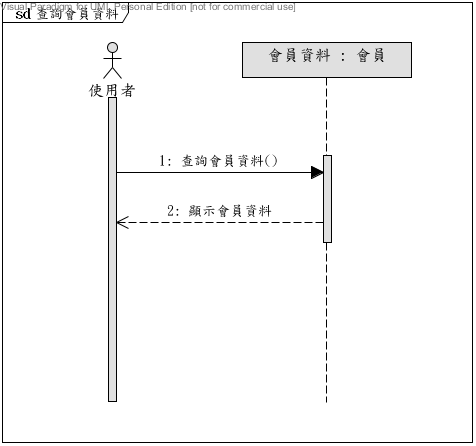 Visual Paradigm for UML Personal Edition [not for commercial use]
sd 查詢會員資料
使用者
會員資料 : 會員
1: 查詢會員資料()
2: 顯示會員資料